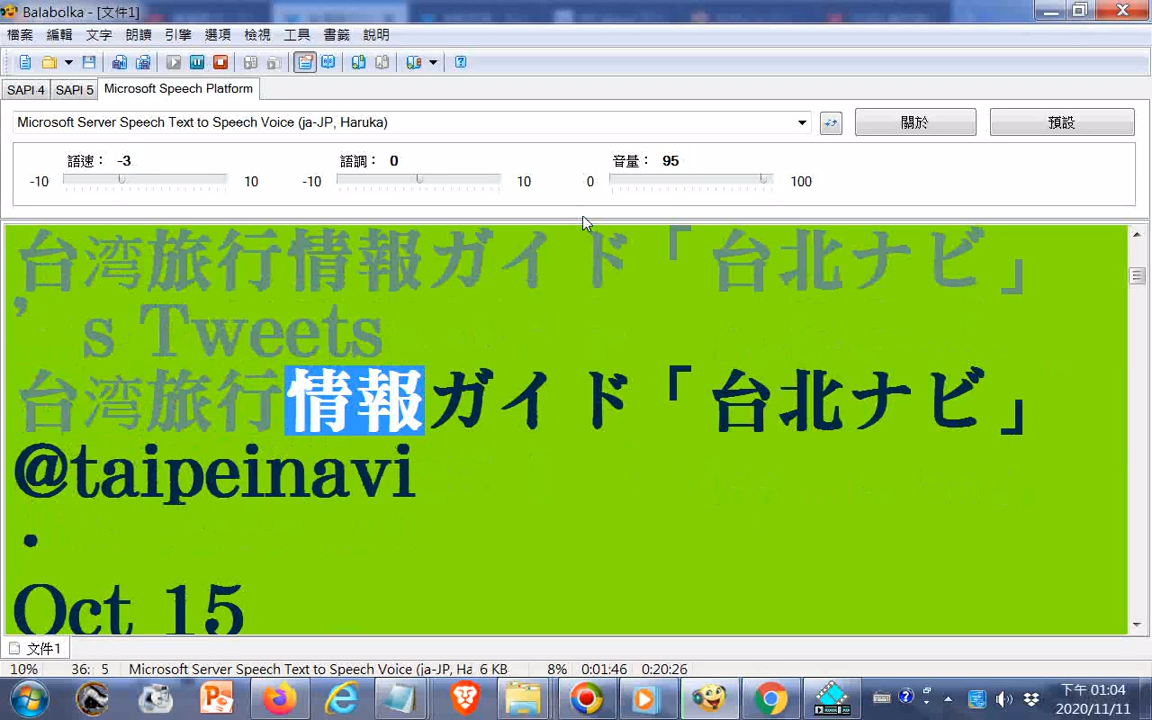 Balabolka - [文件1]
檔案 編輯 文字 朗讀 引擎 選項 檢視 工具 書籤 說明
SAPI 4 SAPI 5 Microsoft Speech Platform
Microsoft Server Speech Text to Speech Voice (ja-JP, Haruka) 關於 預設
語速： -3 語調： 0 音量： 95
-10 10 -10 10 0 100
台湾旅行情報ガイド「台北ナビ」
’s Tweets
台湾旅行情報ガイド「台北ナビ」
@taipeinavi
·
Oct 15
文件1
10% 36: 5 Microsoft Server Speech Text to Speech Voice (ja-JP, Ha 6 KB 8% 0:01:46 0:20:26
下午 01:04
2020/11/11